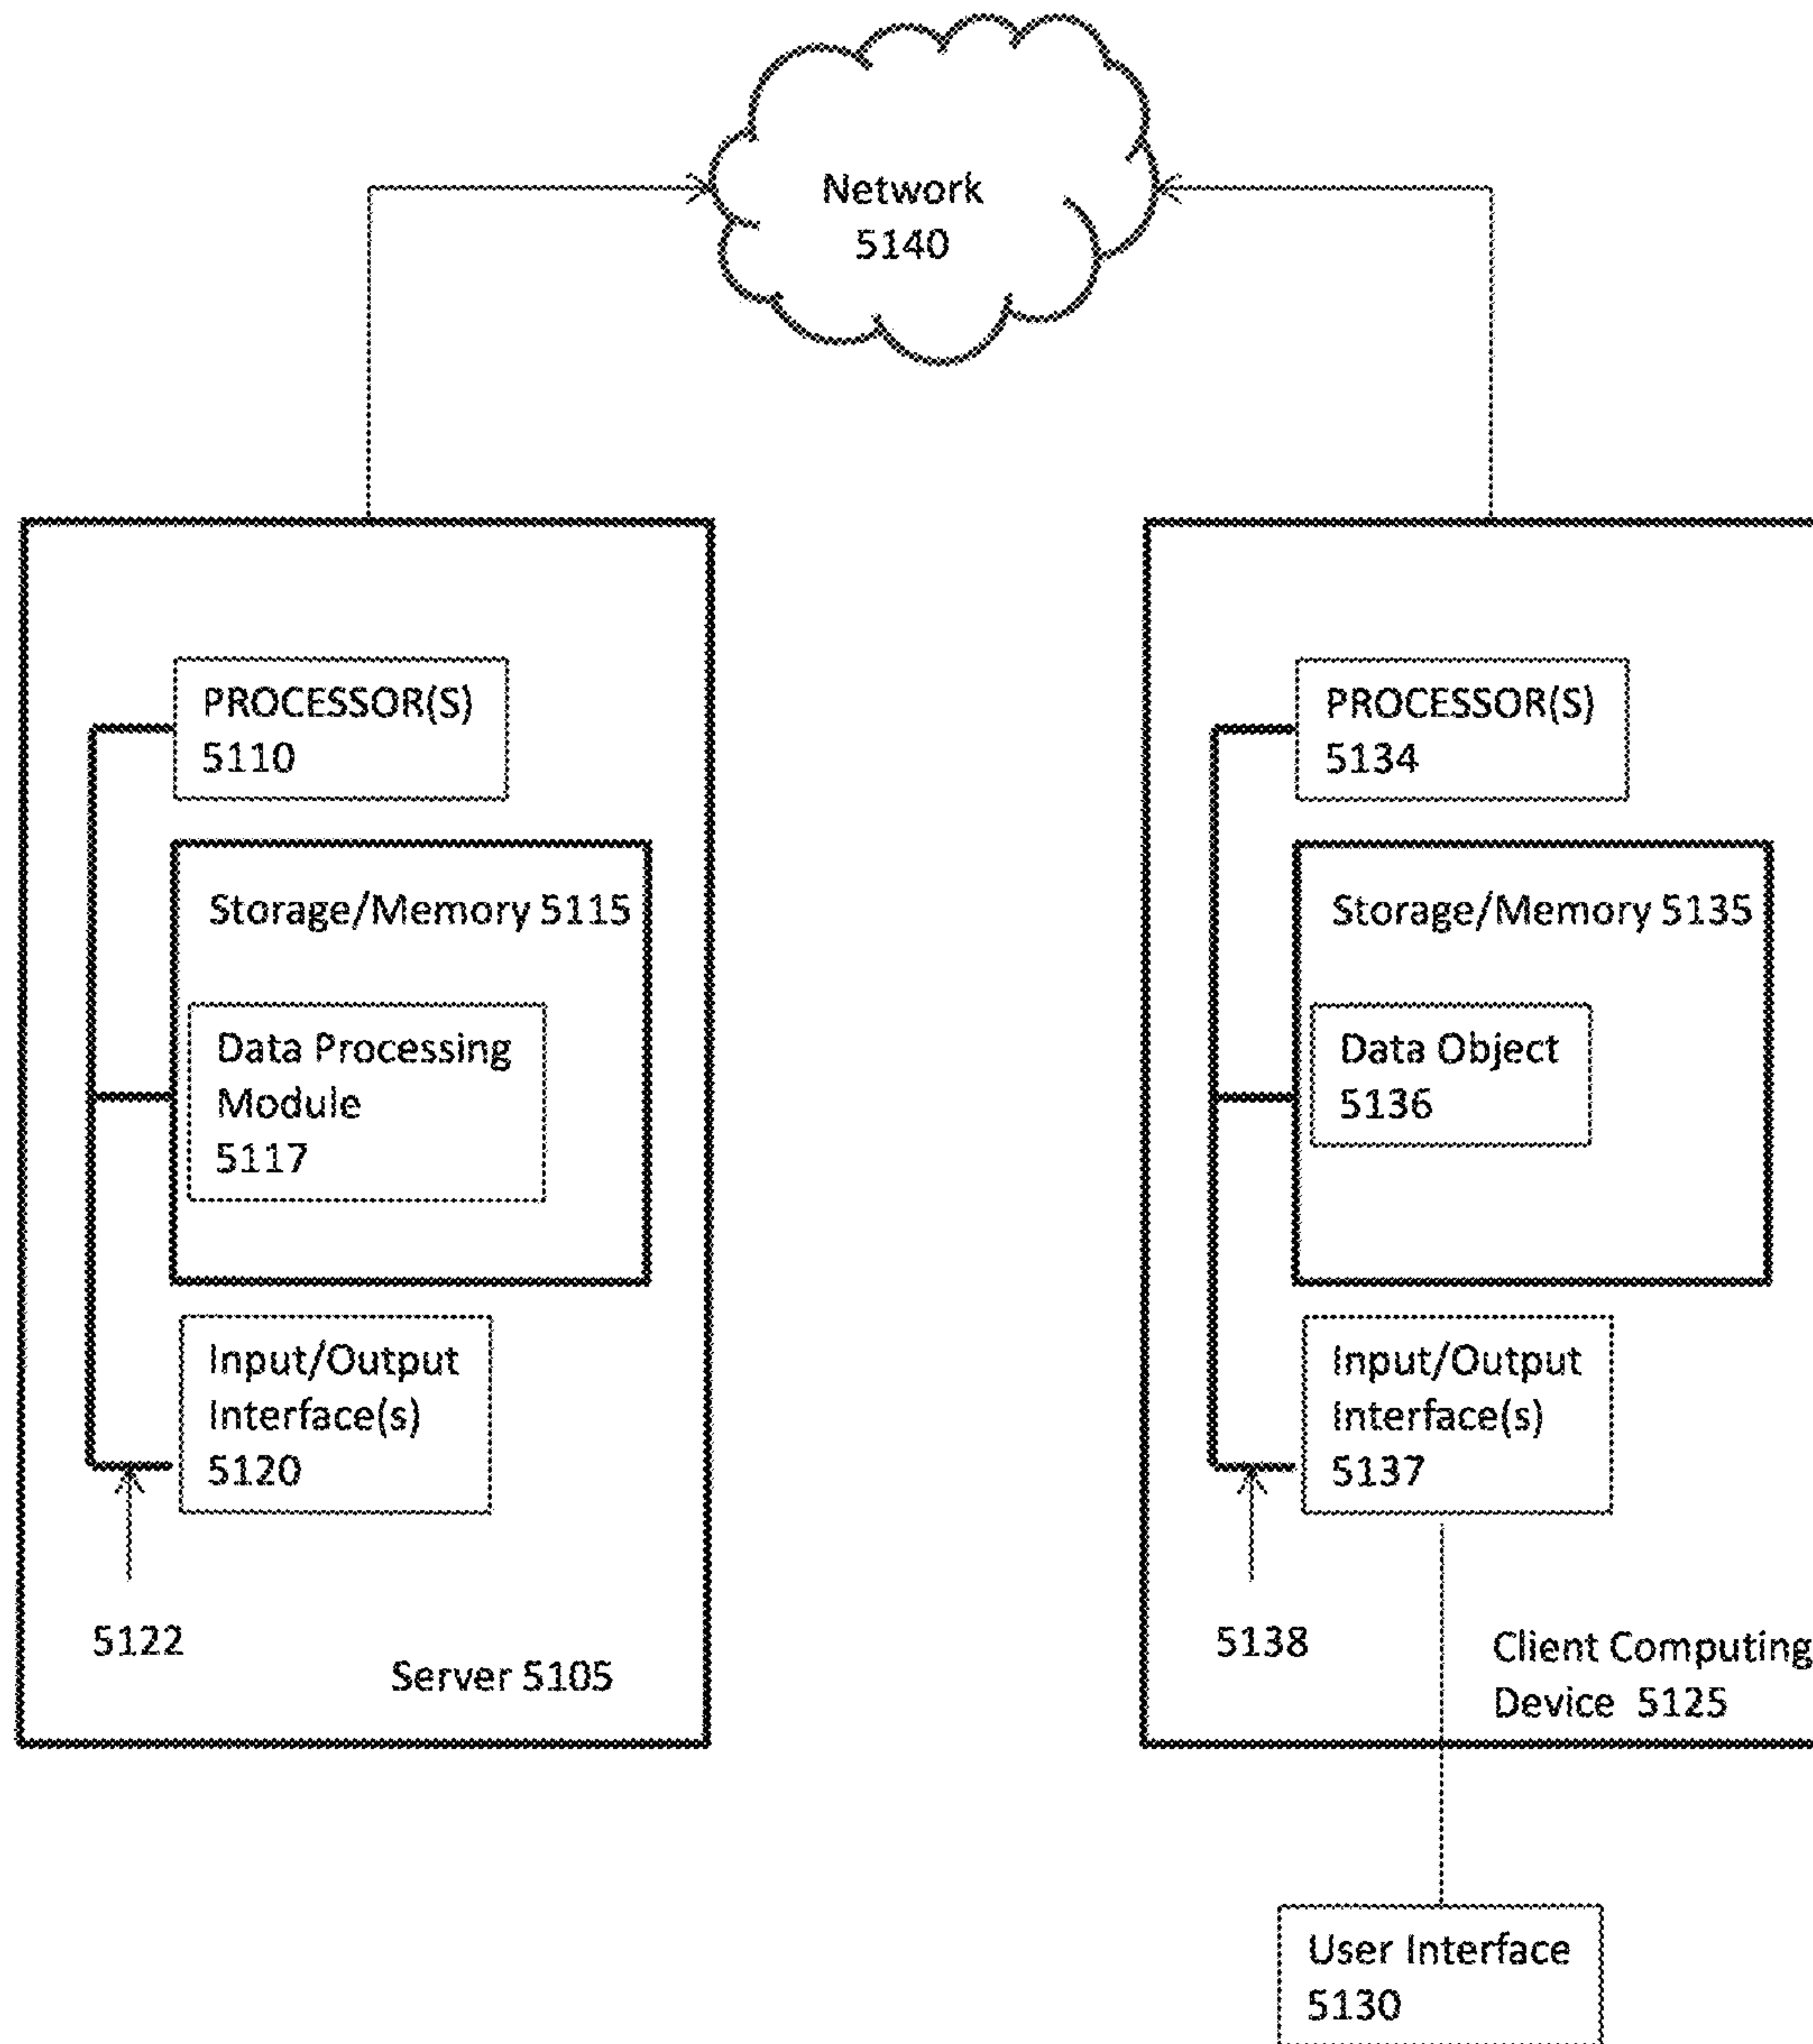 Network
5140
PROCESSOR(S)
5110
Storage/Memory 5115
Data Processing
Module
5117
Input/Output
Interface(s)
5120
5122
Server 5105
PROCESSOR(S)
5134
Storage/Memory 5135
Data Object
5136
Input/Output
Interface(s)
5137
5138
Client Computing
Device 5125
User Interface
5130